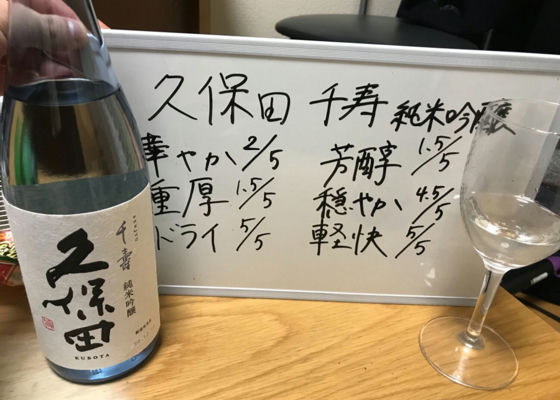 久保田 千寿 純米吟醸
華やか 2/5 芳醇 1.5/5
重厚 1.5/5 穏やか 4.5/5
ドライ 5/5 軽快 5/5
千壽
純米吟醸
久保田
KUBOTA